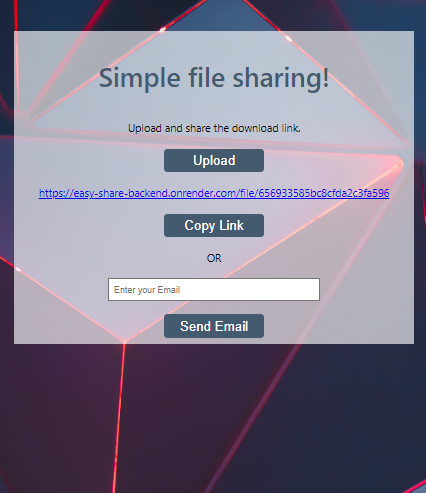 Simple file sharing!
Upload and share the download link.
Upload
https://easy-share-backend.onrender.com/file/656933585bc8cfda2c3fa596
Copy Link
OR
Enter your Email
Send Email